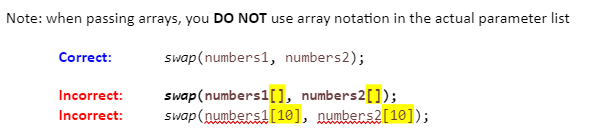 Note: when passing arrays, you DO NOT use array notation in the actual parameter list
Correct: swap(numbers1, numbers2);
Incorrect: swap(numbers1[], numbers2[]);
Incorrect: swap(numbers1[10], numbers2[10]);